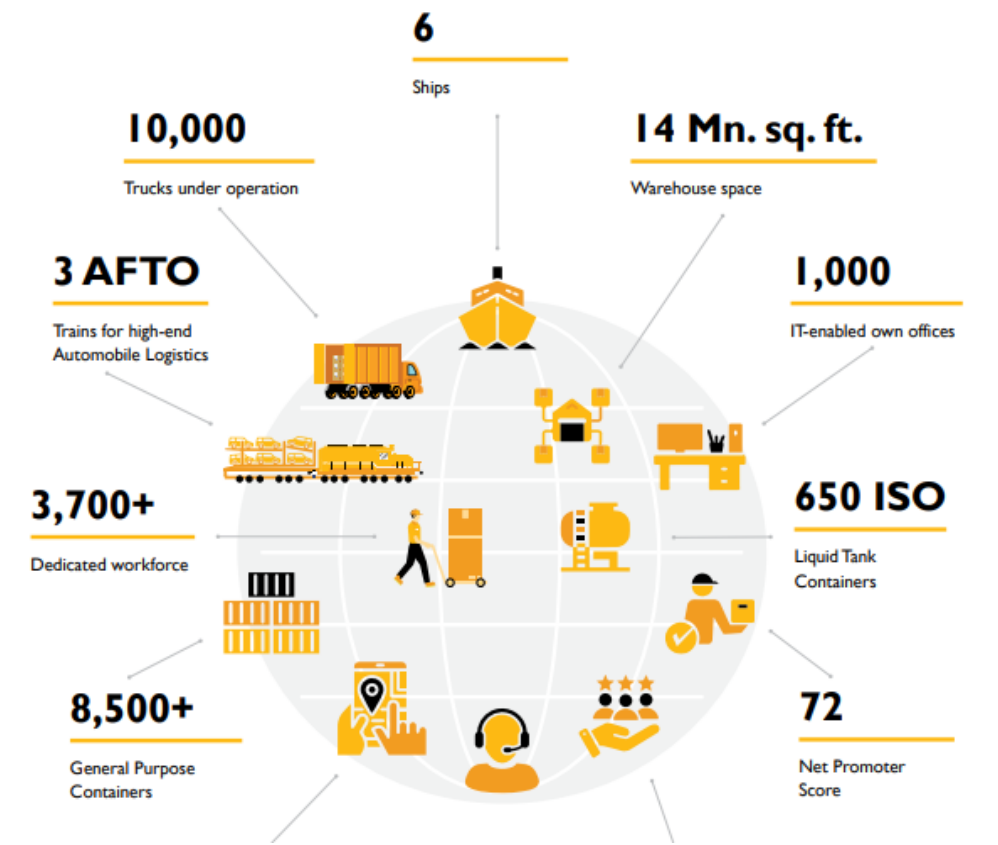 6
Ships
10,000
Trucks under operation
14 Mn. sq. ft.
Warehouse space
3 AFTO
Trains for high-end
Automobile Logistics
1,000
IT-enabled own offices
3,700+
Dedicated workforce
650 ISO
Liquid Tank
Containers
8,500+
General Purpose
Containers
72
Net Promoter
Score